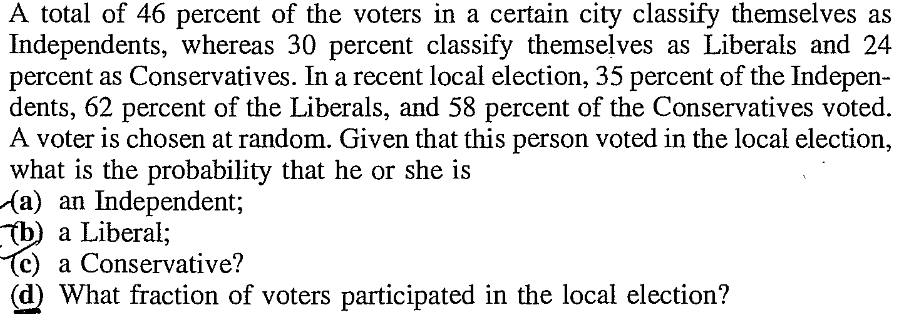 A total of 46 percent of the voters in a certain city classify themselves as
Independents, whereas 30 percent classify themselves as Liberals and 24
percent as Conservatives. In a recent local election, 35 percent of the Indepen-
dents, 62 percent of the Liberals, and 58 percent of the Conservatives voted.
A voter is chosen at random. Given that this person voted in the local election,
what is the probability that he or she is
(a) an Independent;
(b) a Liberal;
(c) a Conservative?
(d) What fraction of voters participated in the local election?